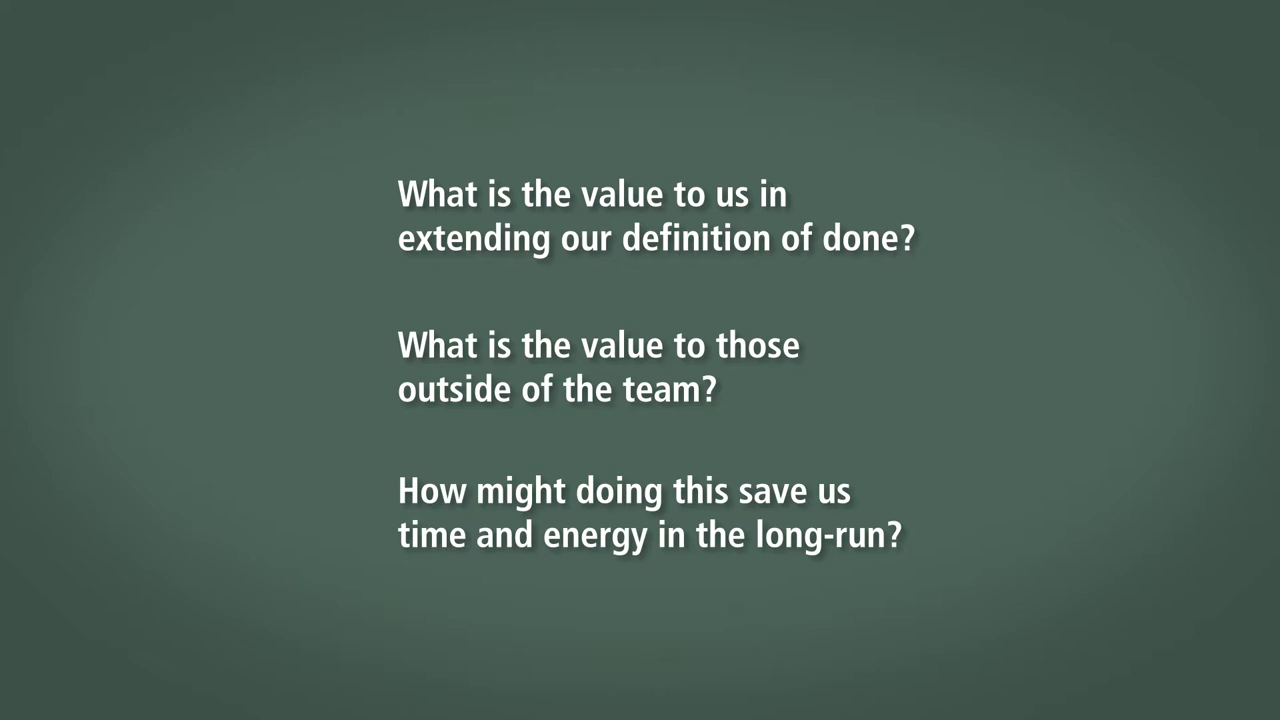 What is the value to us in
extending our definition of done?
What is the value to those
outside of the team?
How might doing this save us
time and energy in the long-run?